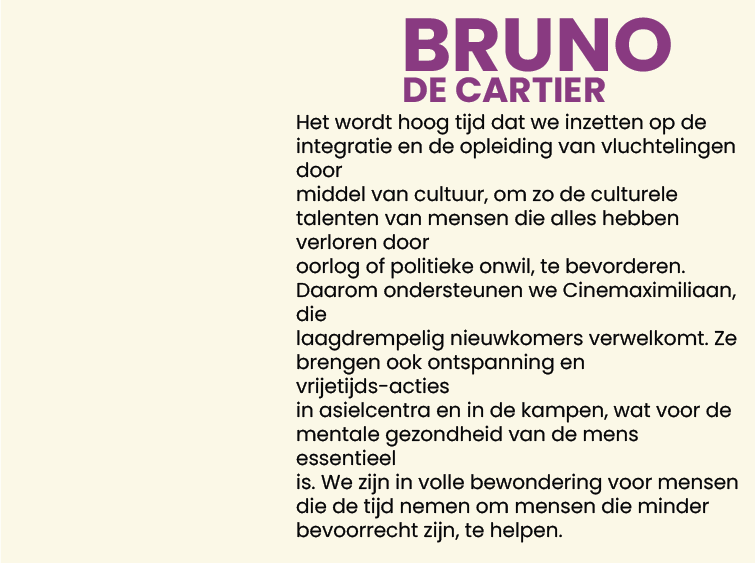 BRUNO
DE CARTIER
Het wordt hoog tijd dat we inzetten op de
integratie en de opleiding van vluchtelingen
door
middel van cultuur, om zo de culturele
talenten van mensen die alles hebben
verloren door
oorlog of politieke onwil, te bevorderen.
Daarom ondersteunen we Cinemaximiliaan,
die
laagdrempelig nieuwkomers verwelkomt. Ze
brengen ook ontspanning en
vrijetijds-acties
in asielcentra en in de kampen, wat voor de
mentale gezondheid van de mens
essentieel
is. We zijn in volle bewondering voor mensen
die de tijd nemen om mensen die minder
bevoorrecht zijn, te helpen.